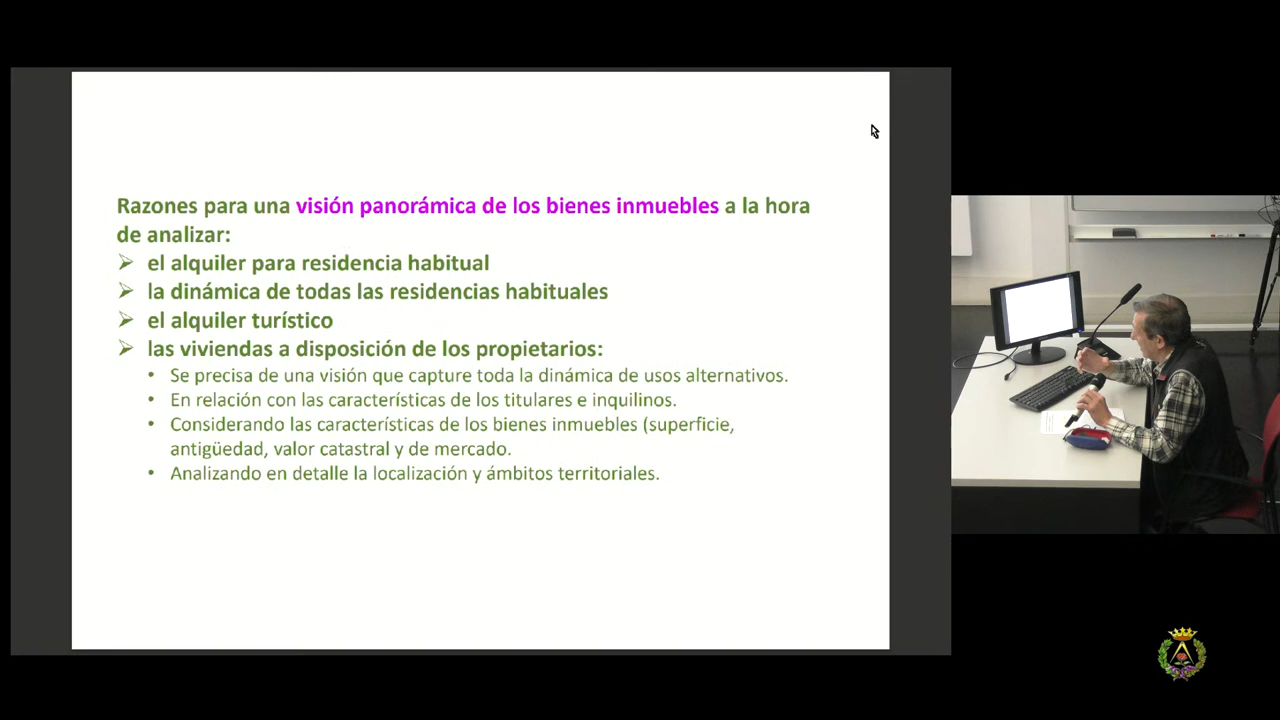 Razones para una visión panorámica de los bienes inmuebles a la hora
de analizar:
➢ el alquiler para residencia habitual
➢ la dinámica de todas las residencias habituales
➢ el alquiler turístico
➢ las viviendas a disposición de los propietarios:
• Se precisa de una visión que capture toda la dinámica de usos alternativos.
• En relación con las características de los titulares e inquilinos.
• Considerando las características de los bienes inmuebles (superficie,
antigüedad, valor catastral y de mercado.
• Analizando en detalle la localización y ámbitos territoriales.